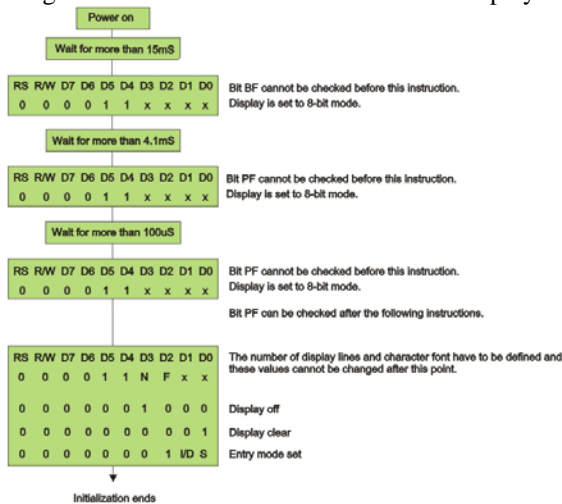 Power on
Wait for more than 15mS
RS R/W D7 D6 D5 D4 D3 D2 D1 D0 Bit BF cannot be checked before this instruction.
0 0 0 0 1 1 x x x x Display is set to 8-bit mode.
Wait for more than 4.1mS
RS R/W D7 D6 D5 D4 D3 D2 D1 D0 Bit PF cannot be checked before this instruction.
0 0 0 0 1 1 x x x x Display is set to 8-bit mode.
Wait for more than 100uS
RS R/W D7 D6 D5 D4 D3 D2 D1 D0 Bit PF cannot be checked before this instruction.
0 0 0 0 1 1 x x x x Display is set to 8-bit mode.
Bit PF can be checked after the following instructions.
RS R/W D7 D6 D5 D4 D3 D2 D1 D0 The number of display lines and character font have to be defined and
0 0 0 0 1 1 N F x x these values cannot be changed after this point.
0 0 0 0 0 0 1 0 0 0 Display off
0 0 0 0 0 0 0 0 0 1 Display clear
0 0 0 0 0 0 0 1 I/D S Entry mode set
Initialization ends